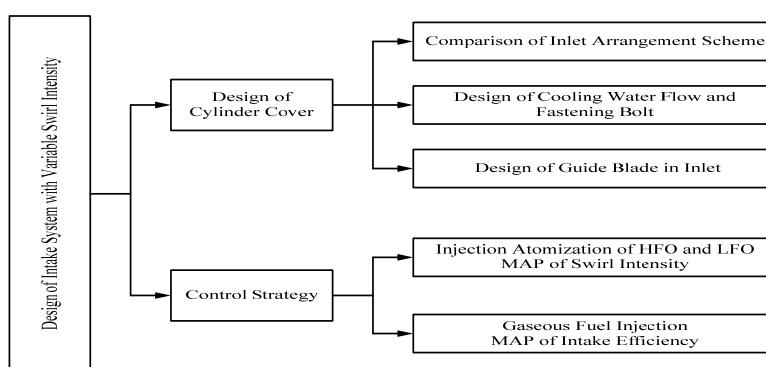 Design of Intake System with Variable Swirl Intensity
Design of
Cylinder Cover
Comparison of Inlet Arrangement Scheme
Design of Cooling Water Flow and
Fastening Bolt
Design of Guide Blade in Inlet
Control Strategy
Injection Atomization of HFO and LFO
MAP of Swirl Intensity
Gaseous Fuel Injection
MAP of Intake Efficiency